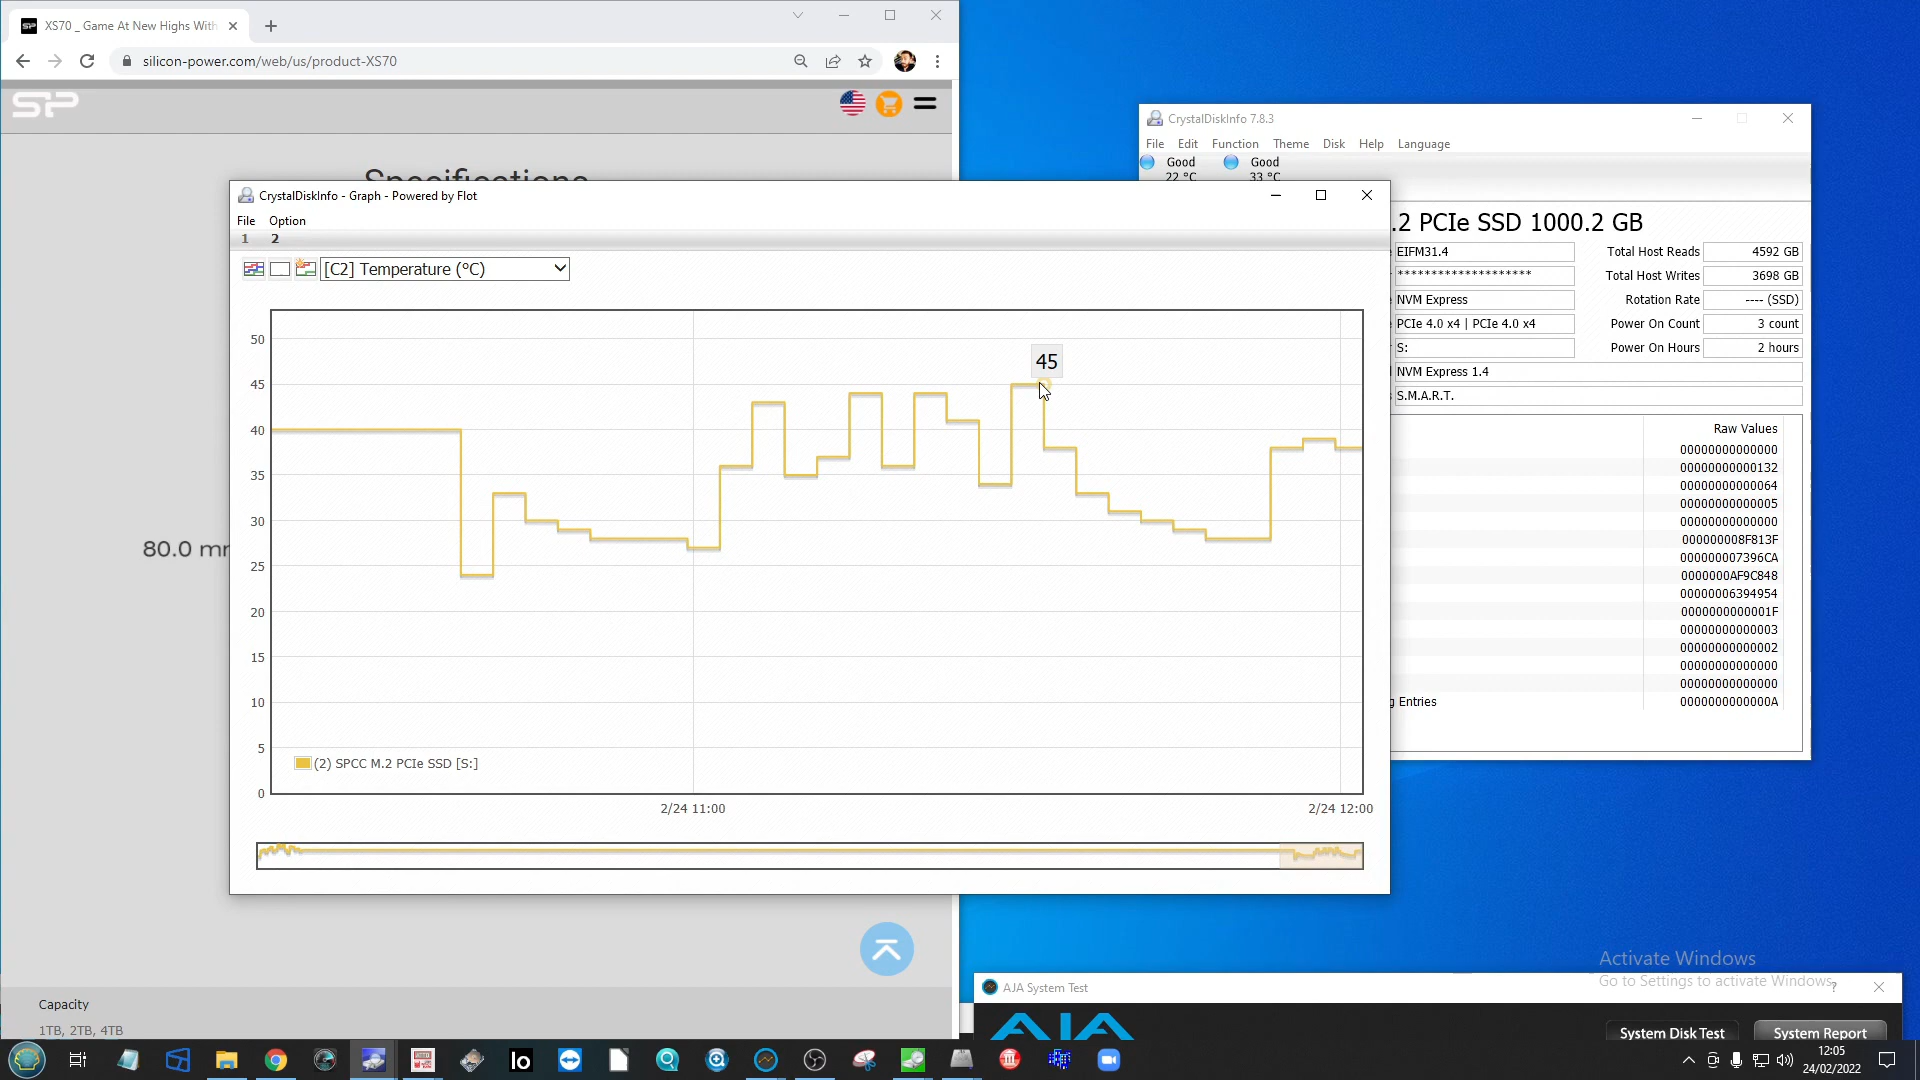 XS70 _ Game At New Highs With
silicon-power.com/web/us/product-XS70
SP
Specifications
80.0 mm
Capacity
1TB, 2TB, 4TB
CrystalDiskInfo 7.8.3
File Edit Function Theme Disk Help Language
Good Good
22 °C 33 °C
.2 PCIe SSD 1000.2 GB
EIFM31.4 Total Host Reads 4592 GB
******************** Total Host Writes 3698 GB
NVM Express Rotation Rate ---- (SSD)
PCIe 4.0 x4 | PCIe 4.0 x4 Power On Count 3 count
S: Power On Hours 2 hours
NVM Express 1.4
S.M.A.R.T.
Raw Values
00000000000000
00000000000132
00000000000064
00000000000005
00000000000000
000000008F813F
000000007396CA
0000000AF9C848
00000006394954
0000000000001F
00000000000003
00000000000002
00000000000000
00000000000000
g Entries 0000000000000A
CrystalDiskInfo - Graph - Powered by Flot
File Option
1 2
[C2] Temperature (°C)
50
45
45
40
35
30
25
20
15
10
5
0
(2) SPCC M.2 PCIe SSD [S:]
2/24 11:00 2/24 12:00
Activate Windows
Go to Settings to activate Windows.
AJA System Test ?
AJA
System Disk Test System Report
Io
12:05
24/02/2022